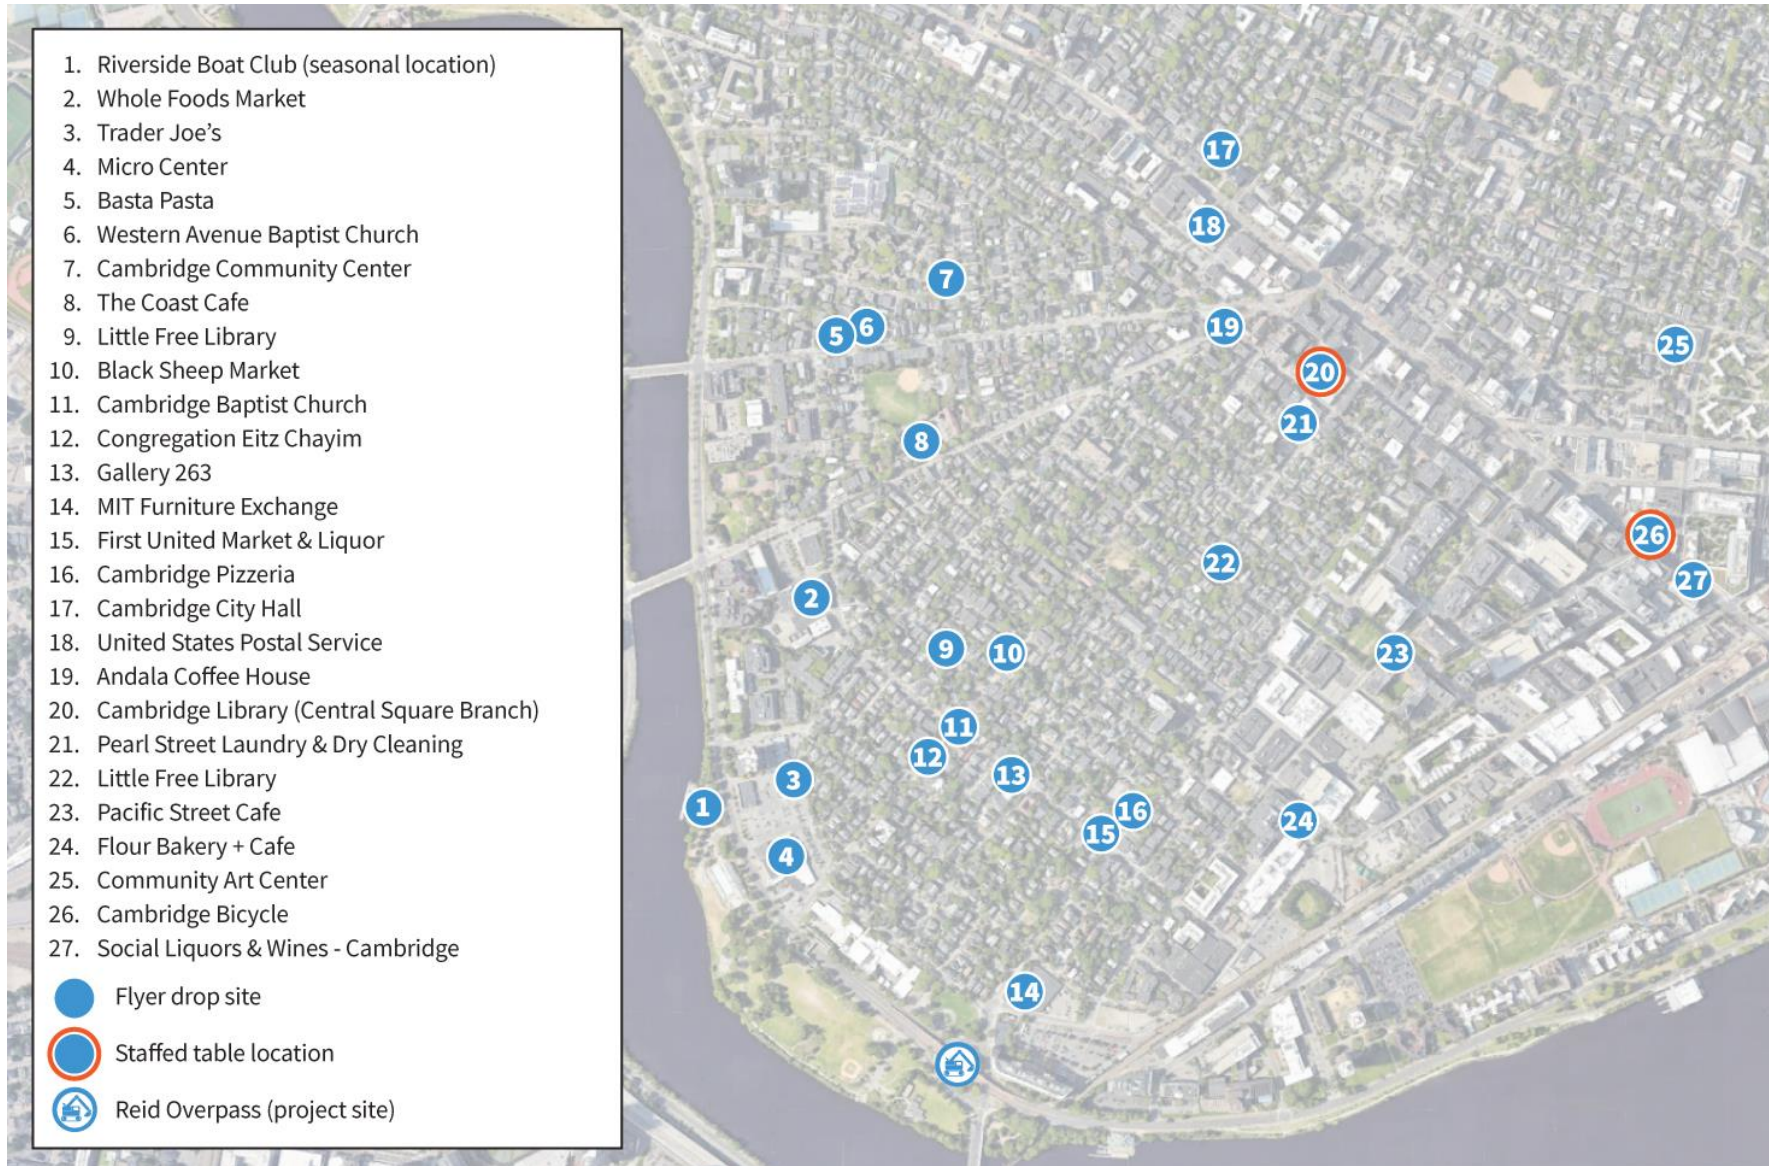 1. Riverside Boat Club (seasonal location)
2. Whole Foods Market
3. Trader Joe’s
4. Micro Center
5. Basta Pasta
6. Western Avenue Baptist Church
7. Cambridge Community Center
8. The Coast Cafe
9. Little Free Library
10. Black Sheep Market
11. Cambridge Baptist Church
12. Congregation Eitz Chayim
13. Gallery 263
14. MIT Furniture Exchange
15. First United Market & Liquor
16. Cambridge Pizzeria
17. Cambridge City Hall
18. United States Postal Service
19. Andala Coffee House
20. Cambridge Library (Central Square Branch)
21. Pearl Street Laundry & Dry Cleaning
22. Little Free Library
23. Pacific Street Cafe
24. Flour Bakery + Cafe
25. Community Art Center
26. Cambridge Bicycle
27. Social Liquors & Wines - Cambridge
Flyer drop site
Staffed table location
Reid Overpass (project site)
17
18
7
19
5
6
25
20
21
8
26
22
27
2
9
10
23
11
12
13
3
1
16
24
15
4
14